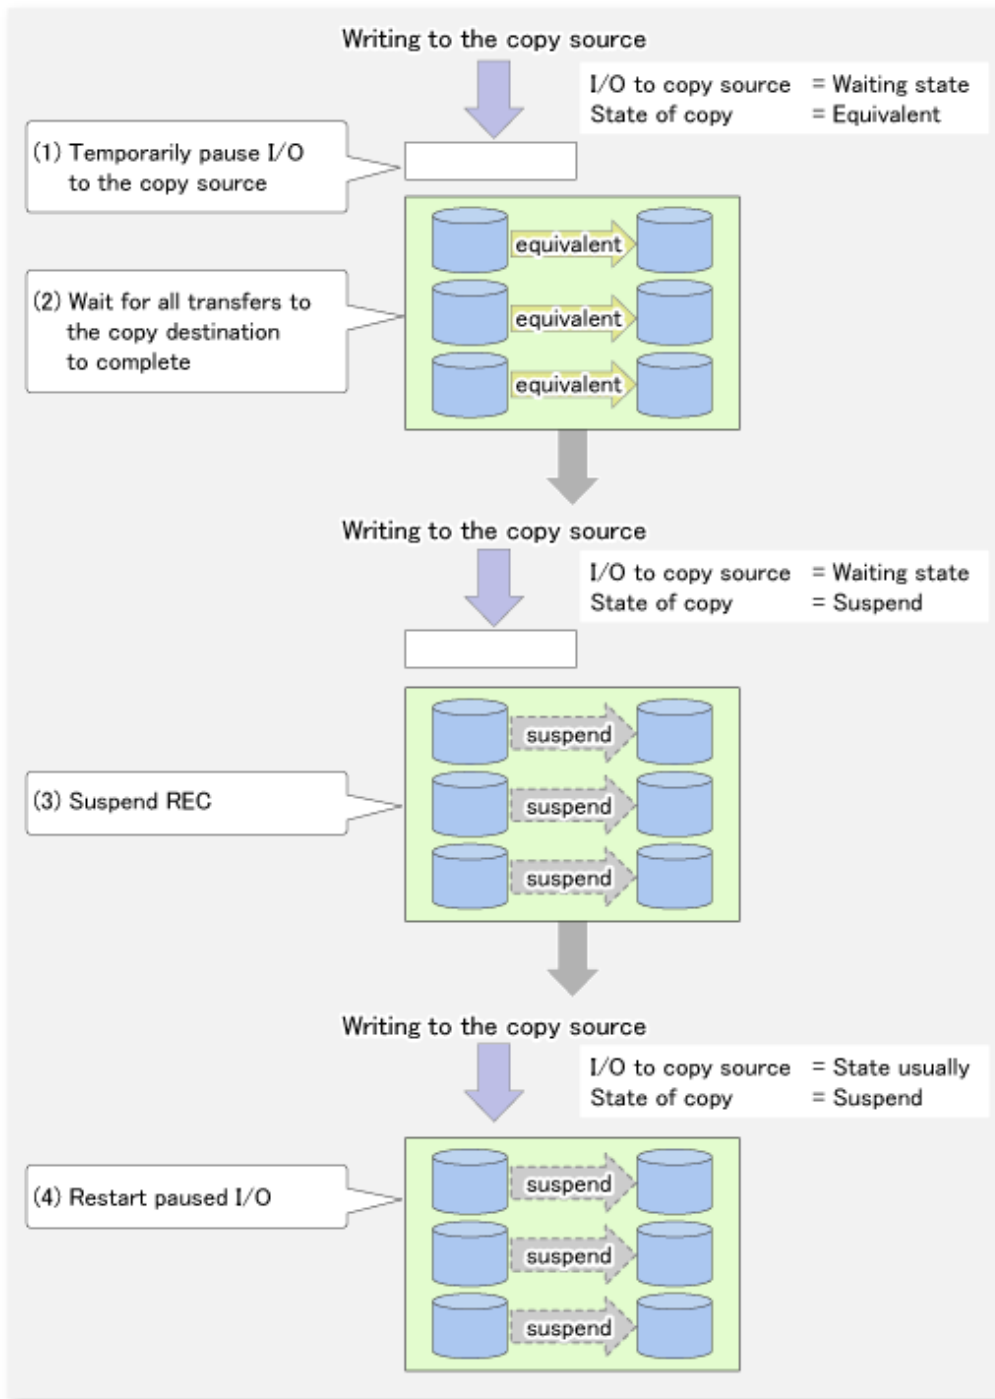 Writing to the copy source
I/O to copy source = Waiting state
State of copy = Equivalent
(1) Temporarily pause I/O
to the copy source
equivalent
(2) Wait for all transfers to
the copy destination
to complete
equivalent
equivalent
Writing to the copy source
I/O to copy source = Waiting state
State of copy = Suspend
suspend
(3) Suspend REC
suspend
suspend
Writing to the copy source
I/O to copy source = State usually
State of copy = Suspend
(4) Restart paused I/O
suspend
suspend
suspend